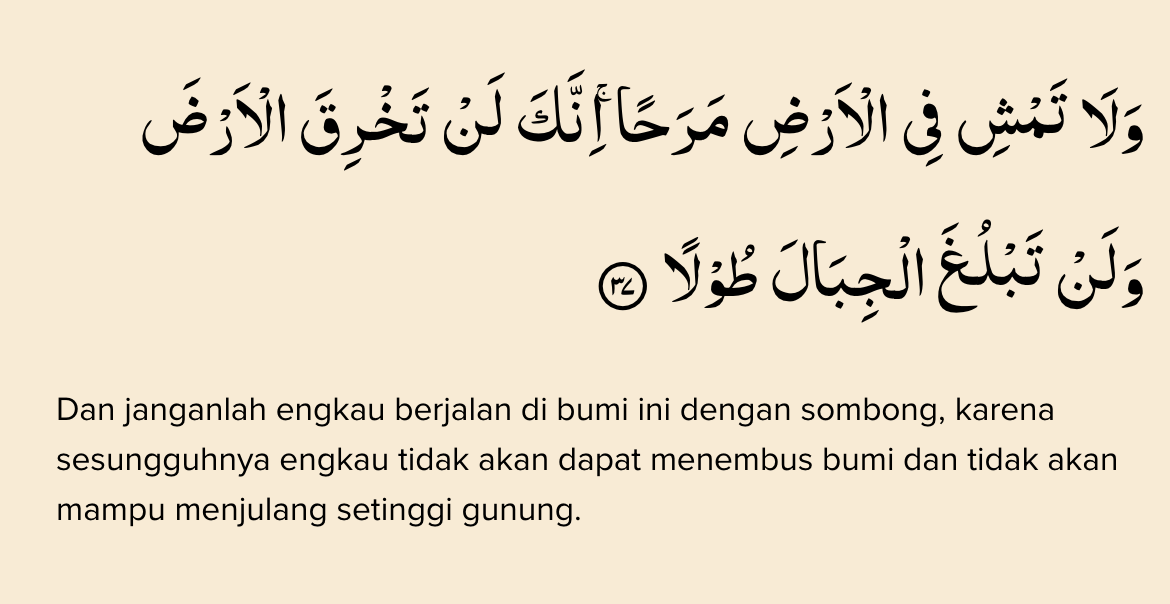 وَلَا تَمْشِ فِى الْاَرْضِ مَرَحًاۚ اِنَّكَ لَنْ تَخْرِقَ الْاَرْضَ
وَلَنْ تَبْلُغَ الْجِبَالَ طُوْلًا ٣٧
Dan janganlah engkau berjalan di bumi ini dengan sombong, karena
sesungguhnya engkau tidak akan dapat menembus bumi dan tidak akan
mampu menjulang setinggi gunung.